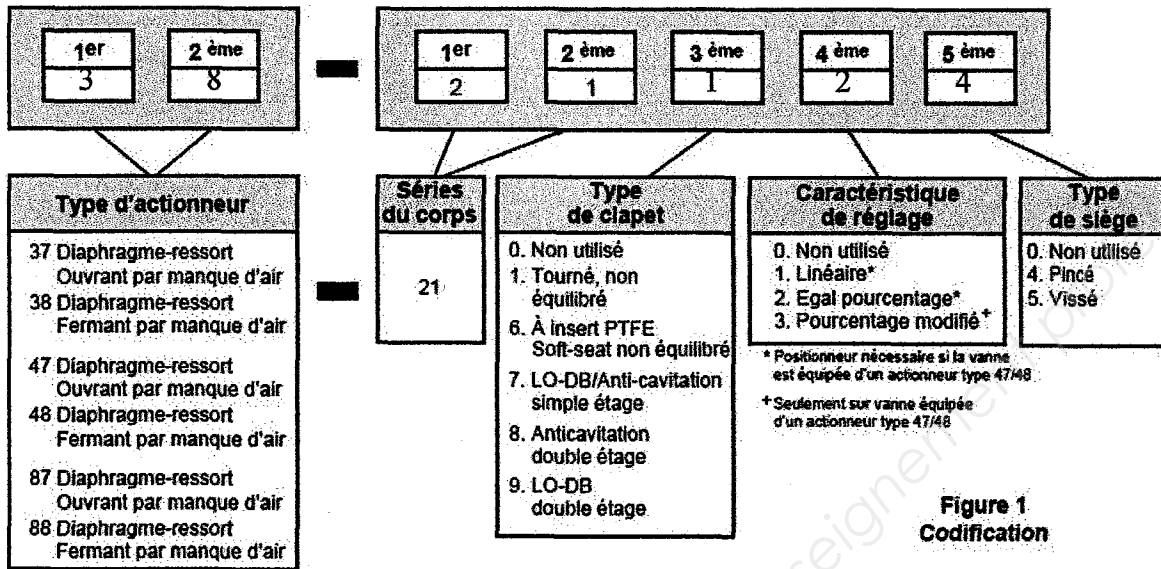 1er
3
2 ème
8
1er
2
2 ème
1
3 ème
1
4 ème
2
5 ème
4
Type d'actionneur
37 Diaphragme-ressort
Ouvrant par manque d'air
38 Diaphragme-ressort
Fermant par manque d'air
47 Diaphragme-ressort
Ouvrant par manque d'air
48 Diaphragme-ressort
Fermant par manque d'air
87 Diaphragme-ressort
Ouvrant par manque d'air
88 Diaphragme-ressort
Fermant par manque d'air
Séries
du corps
21
Type
de clapet
0. Non utilisé
1. Tourné, non
équilibré
6. À insert PTFE
Soft-seat non équilibré
7. LO-DB/Anti-cavitation
simple étage
8. Anticavitation
double étage
9. LO-DB
double étage
Caractéristique
de réglage
0. Non utilisé
1. Linéaire*
2. Egal pourcentage*
3. Pourcentage modifié+
* Positionneur nécessaire si la vanne
est équipée d'un actionneur type 47/48
+ Seulement sur vanne équipée
d'un actionneur type 47/48
Type
de siège
0. Non utilisé
4. Pincé
5. Vissé
Figure 1
Codification